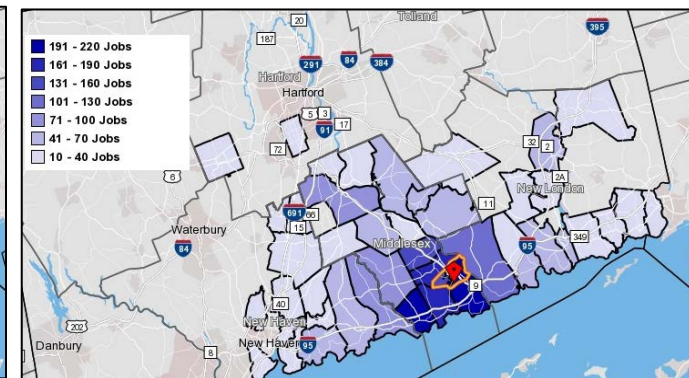 191 - 220 Jobs
161 - 190 Jobs
131 - 160 Jobs
101 - 130 Jobs
71 - 100 Jobs
41 - 70 Jobs
10 - 40 Jobs
20
Tolland
395
187
291
84
384
Hartford
Hartford
5
3
17
91
72
6
32
2
2A
New London
11
691
66
15
Waterbury
84
Middlesex
95
349
9
40
New Haven
New Haven
95
202
8
Danbury